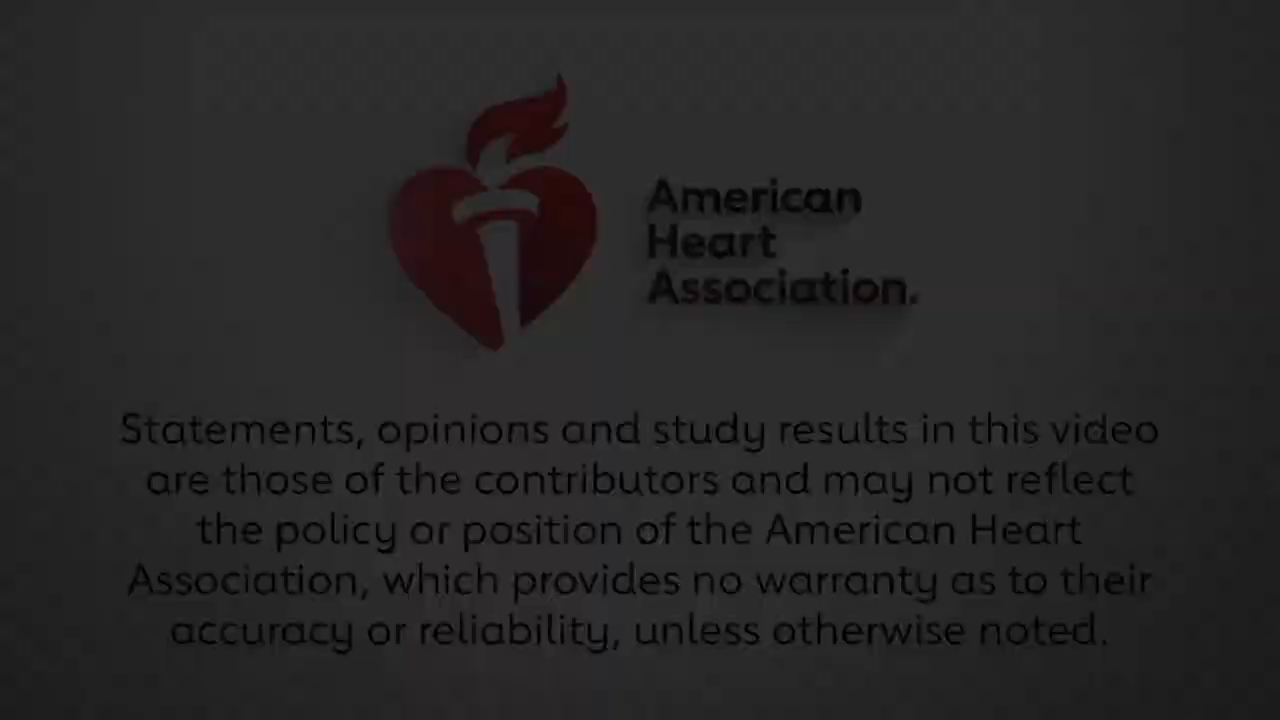 American
Heart
Association.
Statements, opinions and study results in this video
are those of the contributors and may not reflect
the policy or position of the American Heart
Association, which provides no warranty as to their
accuracy or reliability, unless otherwise noted.